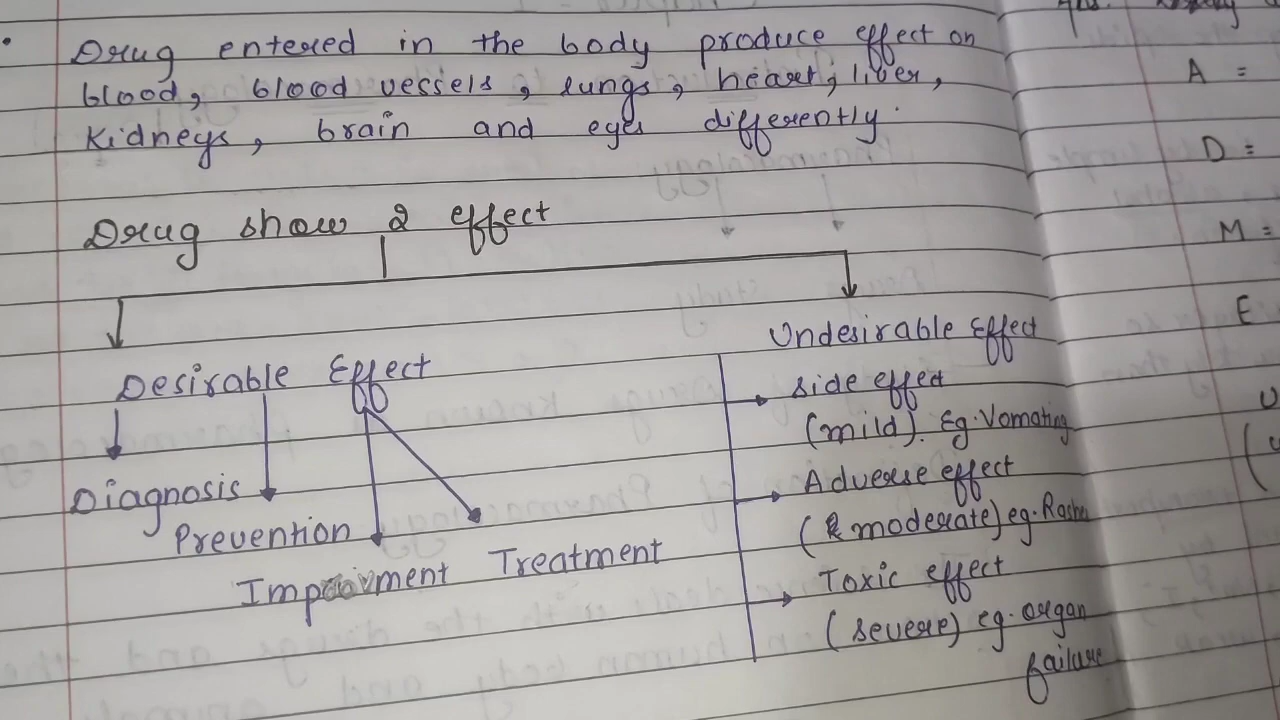 Drug entered in the body produce effect on
blood, blood vessels, lungs, heart, liver,
kidneys, brain and eyes differently.
Drug show 2 effect
Desirable Effect
Diagnosis
Prevention
Treatment
Undesirable Effect
side effect
(mild). Eg. Vomating
Adverse effect
(moderate) eg. Rashes
Toxic effect
(severe) eg. organ
failure
A =
D =
M =
E